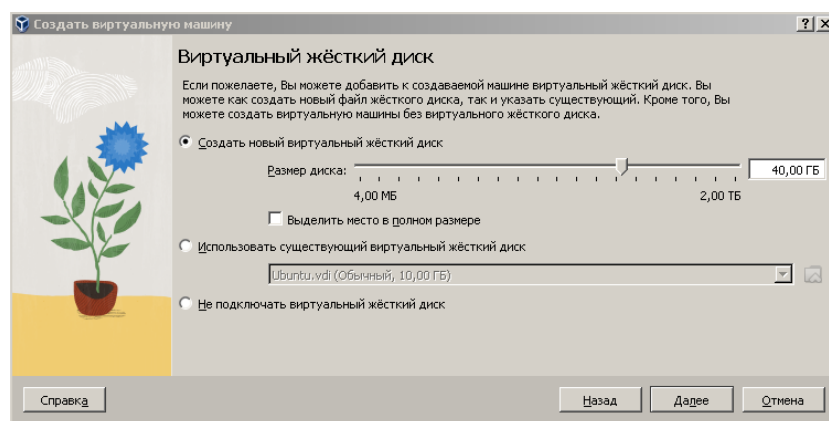 Создать виртуальную машину
Виртуальный жёсткий диск
Если пожелаете, Вы можете добавить к создаваемой машине виртуальный жёсткий диск. Вы
можете как создать новый файл жёсткого диска, так и указать существующий. Кроме того, Вы
можете создать виртуальную машины без виртуального жёсткого диска.
Создать новый виртуальный жёсткий диск
Размер диска: 40,00 ГБ
4,00 МБ 2,00 ТБ
Выделить место в полном размере
Использовать существующий виртуальный жёсткий диск
Ubuntu.vdi (Обычный, 10,00 ГБ)
Не подключать виртуальный жёсткий диск
Справка Назад Далее Отмена